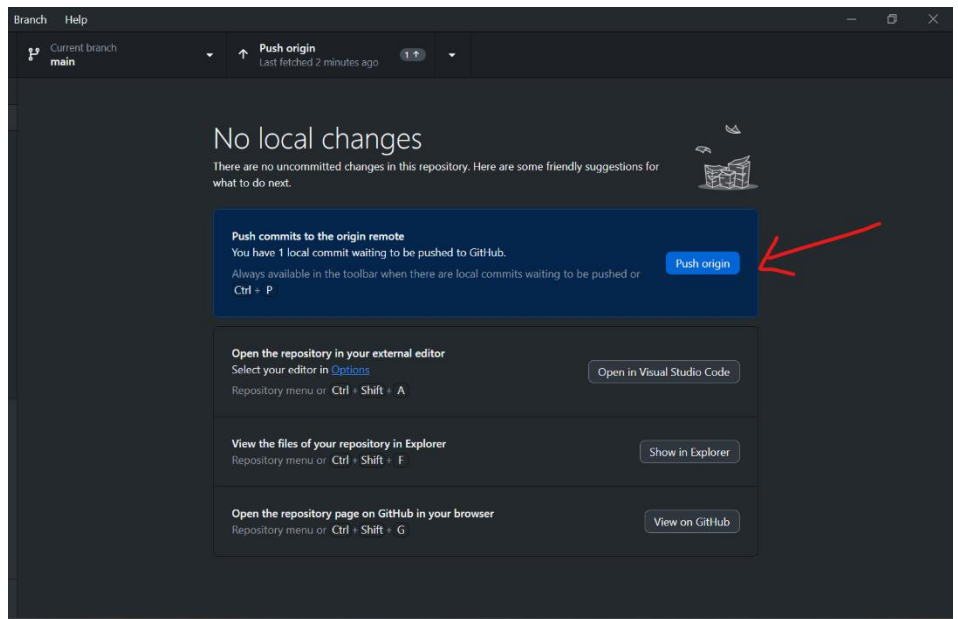 Branch Help
Current branch
main
Push origin
Last fetched 2 minutes ago
1
No local changes
There are no uncommitted changes in this repository. Here are some friendly suggestions for
what to do next.
Push commits to the origin remote
You have 1 local commit waiting to be pushed to GitHub.
Always available in the toolbar when there are local commits waiting to be pushed or
Ctrl + P
Push origin
Open the repository in your external editor
Select your editor in Options
Repository menu or Ctrl + Shift + A
Open in Visual Studio Code
View the files of your repository in Explorer
Repository menu or Ctrl + Shift + F
Show in Explorer
Open the repository page on GitHub in your browser
Repository menu or Ctrl + Shift + G
View on GitHub